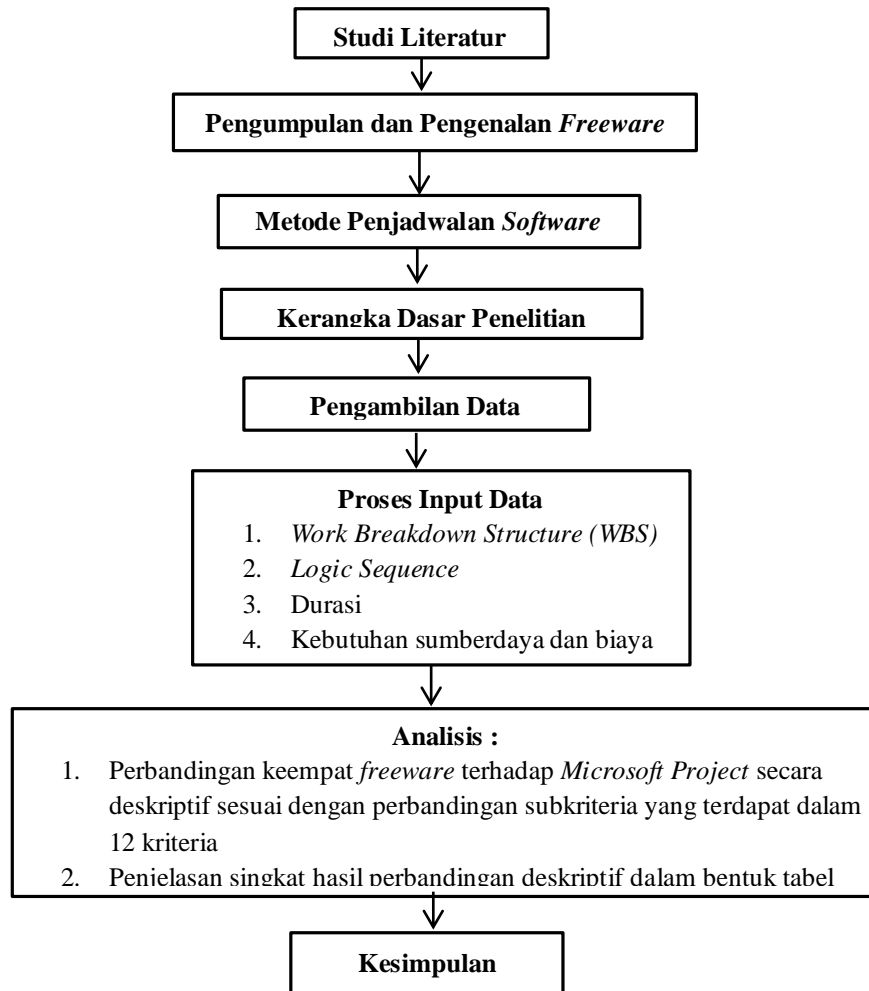 Studi Literatur
Pengumpulan dan Pengenalan Freeware
Metode Penjadwalan Software
Kerangka Dasar Penelitian
Pengambilan Data
Proses Input Data
1. Work Breakdown Structure (WBS)
2. Logic Sequence
3. Durasi
4. Kebutuhan sumberdaya dan biaya
Analisis :
1. Perbandingan keempat freeware terhadap Microsoft Project secara
deskriptif sesuai dengan perbandingan subkriteria yang terdapat dalam
12 kriteria
2. Penjelasan singkat hasil perbandingan deskriptif dalam bentuk tabel
Kesimpulan